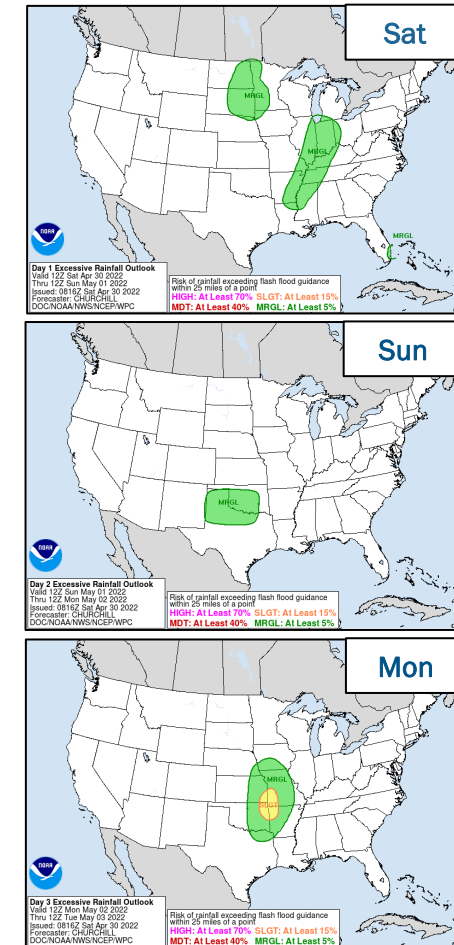 Sat
MRGL
MRGL
MRGL
NOAA
Day 1 Excessive Rainfall Outlook
Valid 12Z Sat Apr 30 2022
Thru 12Z Sun May 01 2022
Issued: 0816Z Sat Apr 30 2022
Forecaster: CHURCHILL
DOC/NOAA/NWS/NCEP/WPC
Risk of rainfall exceeding flash flood guidance
within 25 miles of a point
HIGH: At Least 70% SLGT: At Least 15%
MDT: At Least 40% MRGL: At Least 5%
Sun
MRGL
NOAA
Day 2 Excessive Rainfall Outlook
Valid 12Z Sun May 01 2022
Thru 12Z Mon May 02 2022
Issued: 0816Z Sat Apr 30 2022
Forecaster: CHURCHILL
DOC/NOAA/NWS/NCEP/WPC
Risk of rainfall exceeding flash flood guidance
within 25 miles of a point
HIGH: At Least 70% SLGT: At Least 15%
MDT: At Least 40% MRGL: At Least 5%
Mon
MRGL
SLGT
NOAA
Day 3 Excessive Rainfall Outlook
Valid 12Z Mon May 02 2022
Thru 12Z Tue May 03 2022
Issued: 0816Z Sat Apr 30 2022
Forecaster: CHURCHILL
DOC/NOAA/NWS/NCEP/WPC
Risk of rainfall exceeding flash flood guidance
within 25 miles of a point
HIGH: At Least 70% SLGT: At Least 15%
MDT: At Least 40% MRGL: At Least 5%